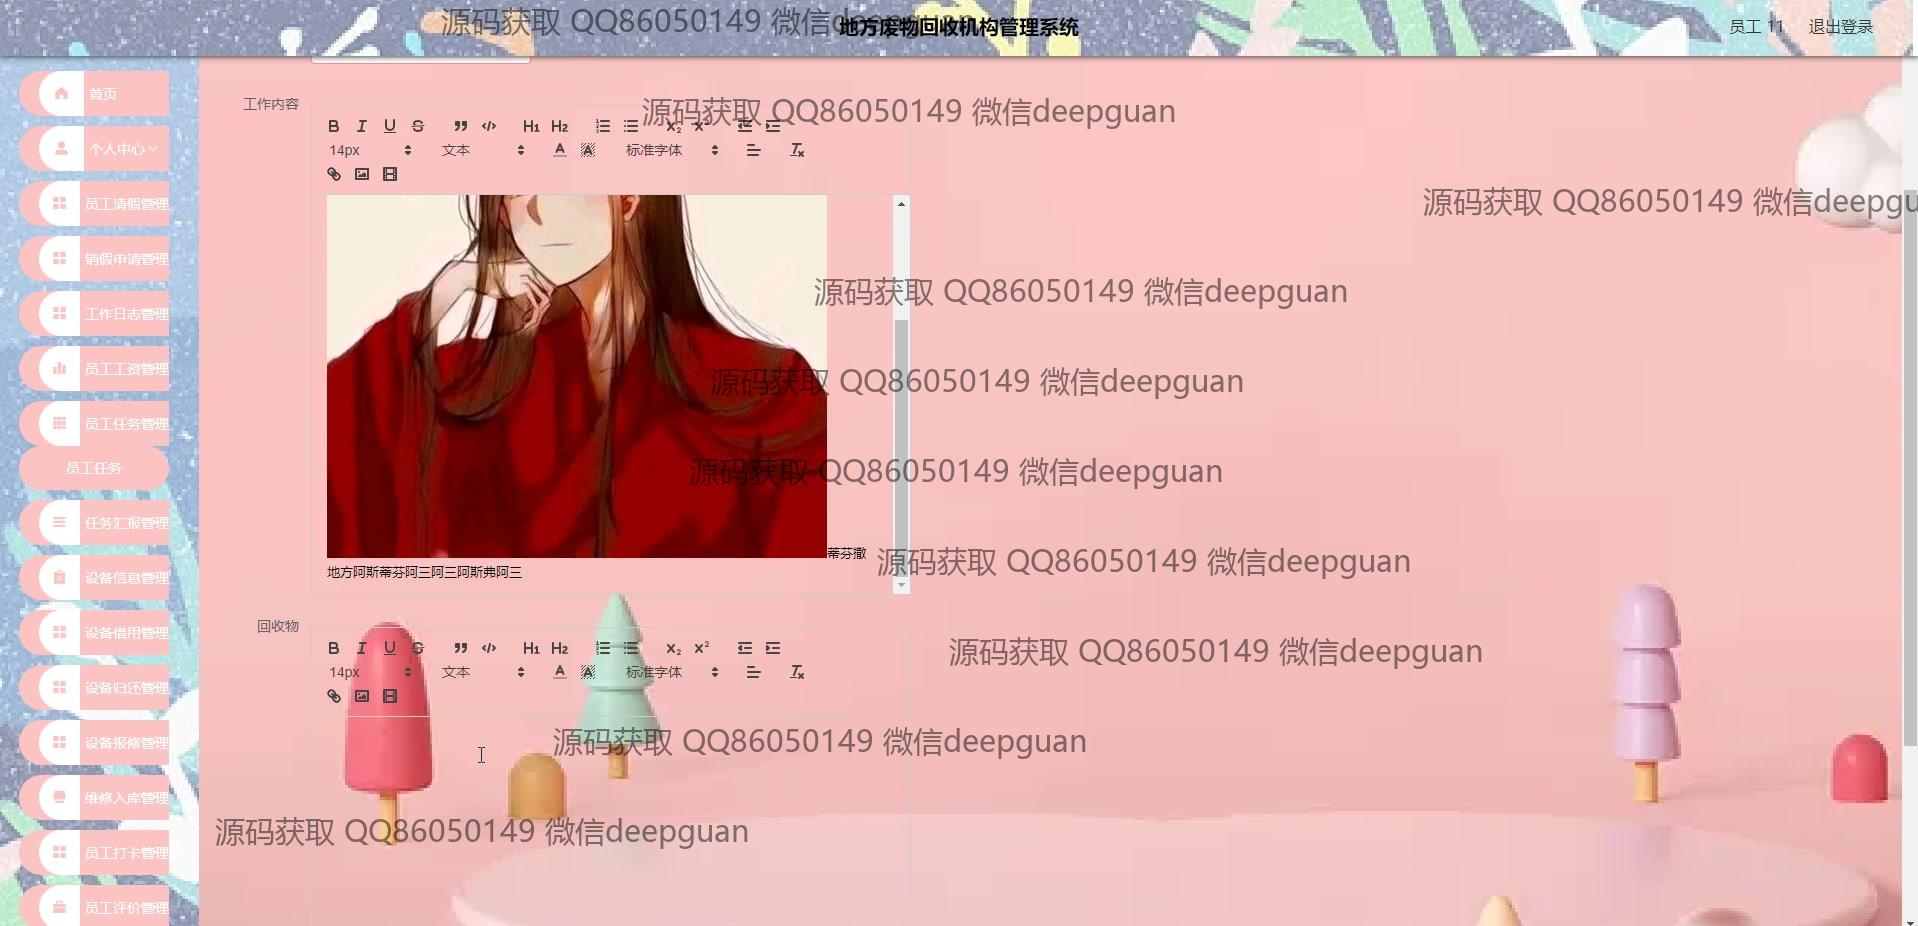 源码获取 QQ86050149 微信deepguan
地方废物回收机构管理系统
员工 11
退出登录
首页
个人中心
员工请假管理
销假申请管理
工作日志管理
员工工资管理
员工任务管理
员工任务
任务汇报管理
设备信息管理
设备借用管理
设备归还管理
设备报修管理
维修入库管理
员工打卡管理
员工评价管理
工作内容
源码获取 QQ86050149 微信deepguan
B I U S H1 H2 X2 X2
14px 文本 A A 标准字体 Tx
源码获取 QQ86050149 微信deepgu
源码获取 QQ86050149 微信deepguan
源码获取 QQ86050149 微信deepguan
源码获取 QQ86050149 微信deepguan
蒂芬撒
源码获取 QQ86050149 微信deepguan
地方阿斯蒂芬阿三阿三阿斯弗阿三
回收物
B I U S H1 H2 X2 X2
源码获取 QQ86050149 微信deepguan
14px 文本 A A 标准字体 Tx
源码获取 QQ86050149 微信deepguan
源码获取 QQ86050149 微信deepguan